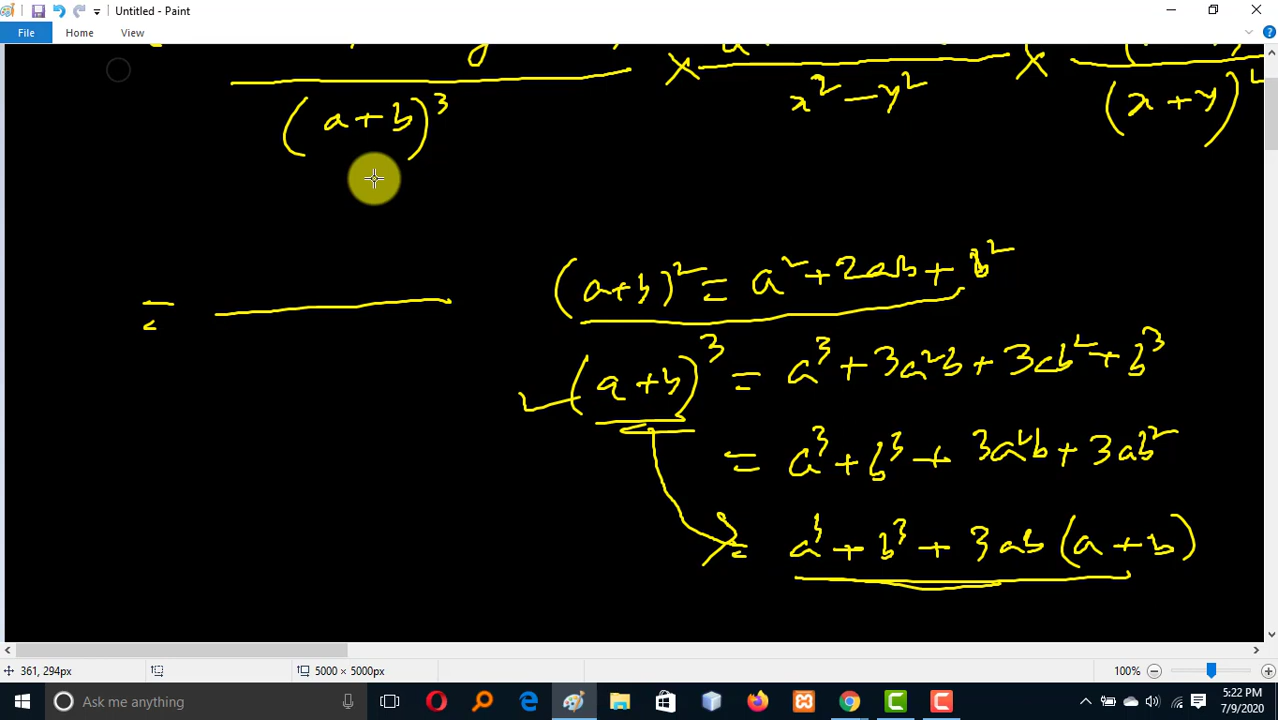 Untitled - Paint
File Home View
(a+b)³ × x² - y² × (x + y)²
(a+b)² = a² + 2ab + b²
(a+b)³ = a³ + 3a²b + 3ab² + b³
= a³ + b³ + 3a²b + 3ab²
= a³ + b³ + 3ab (a + b)
361, 294px 5000 × 5000px 100%
Ask me anything 5:22 PM
7/9/2020